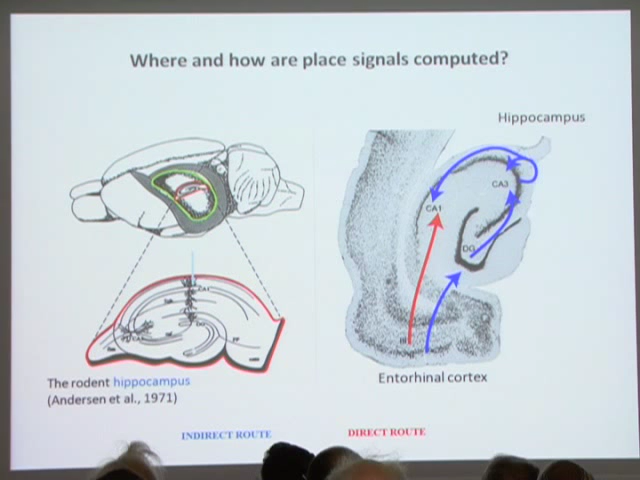 Where and how are place signals computed?
Hippocampus
CA3
CA1
DG
The rodent hippocampus
(Andersen et al., 1971)
Entorhinal cortex
INDIRECT ROUTE
DIRECT ROUTE